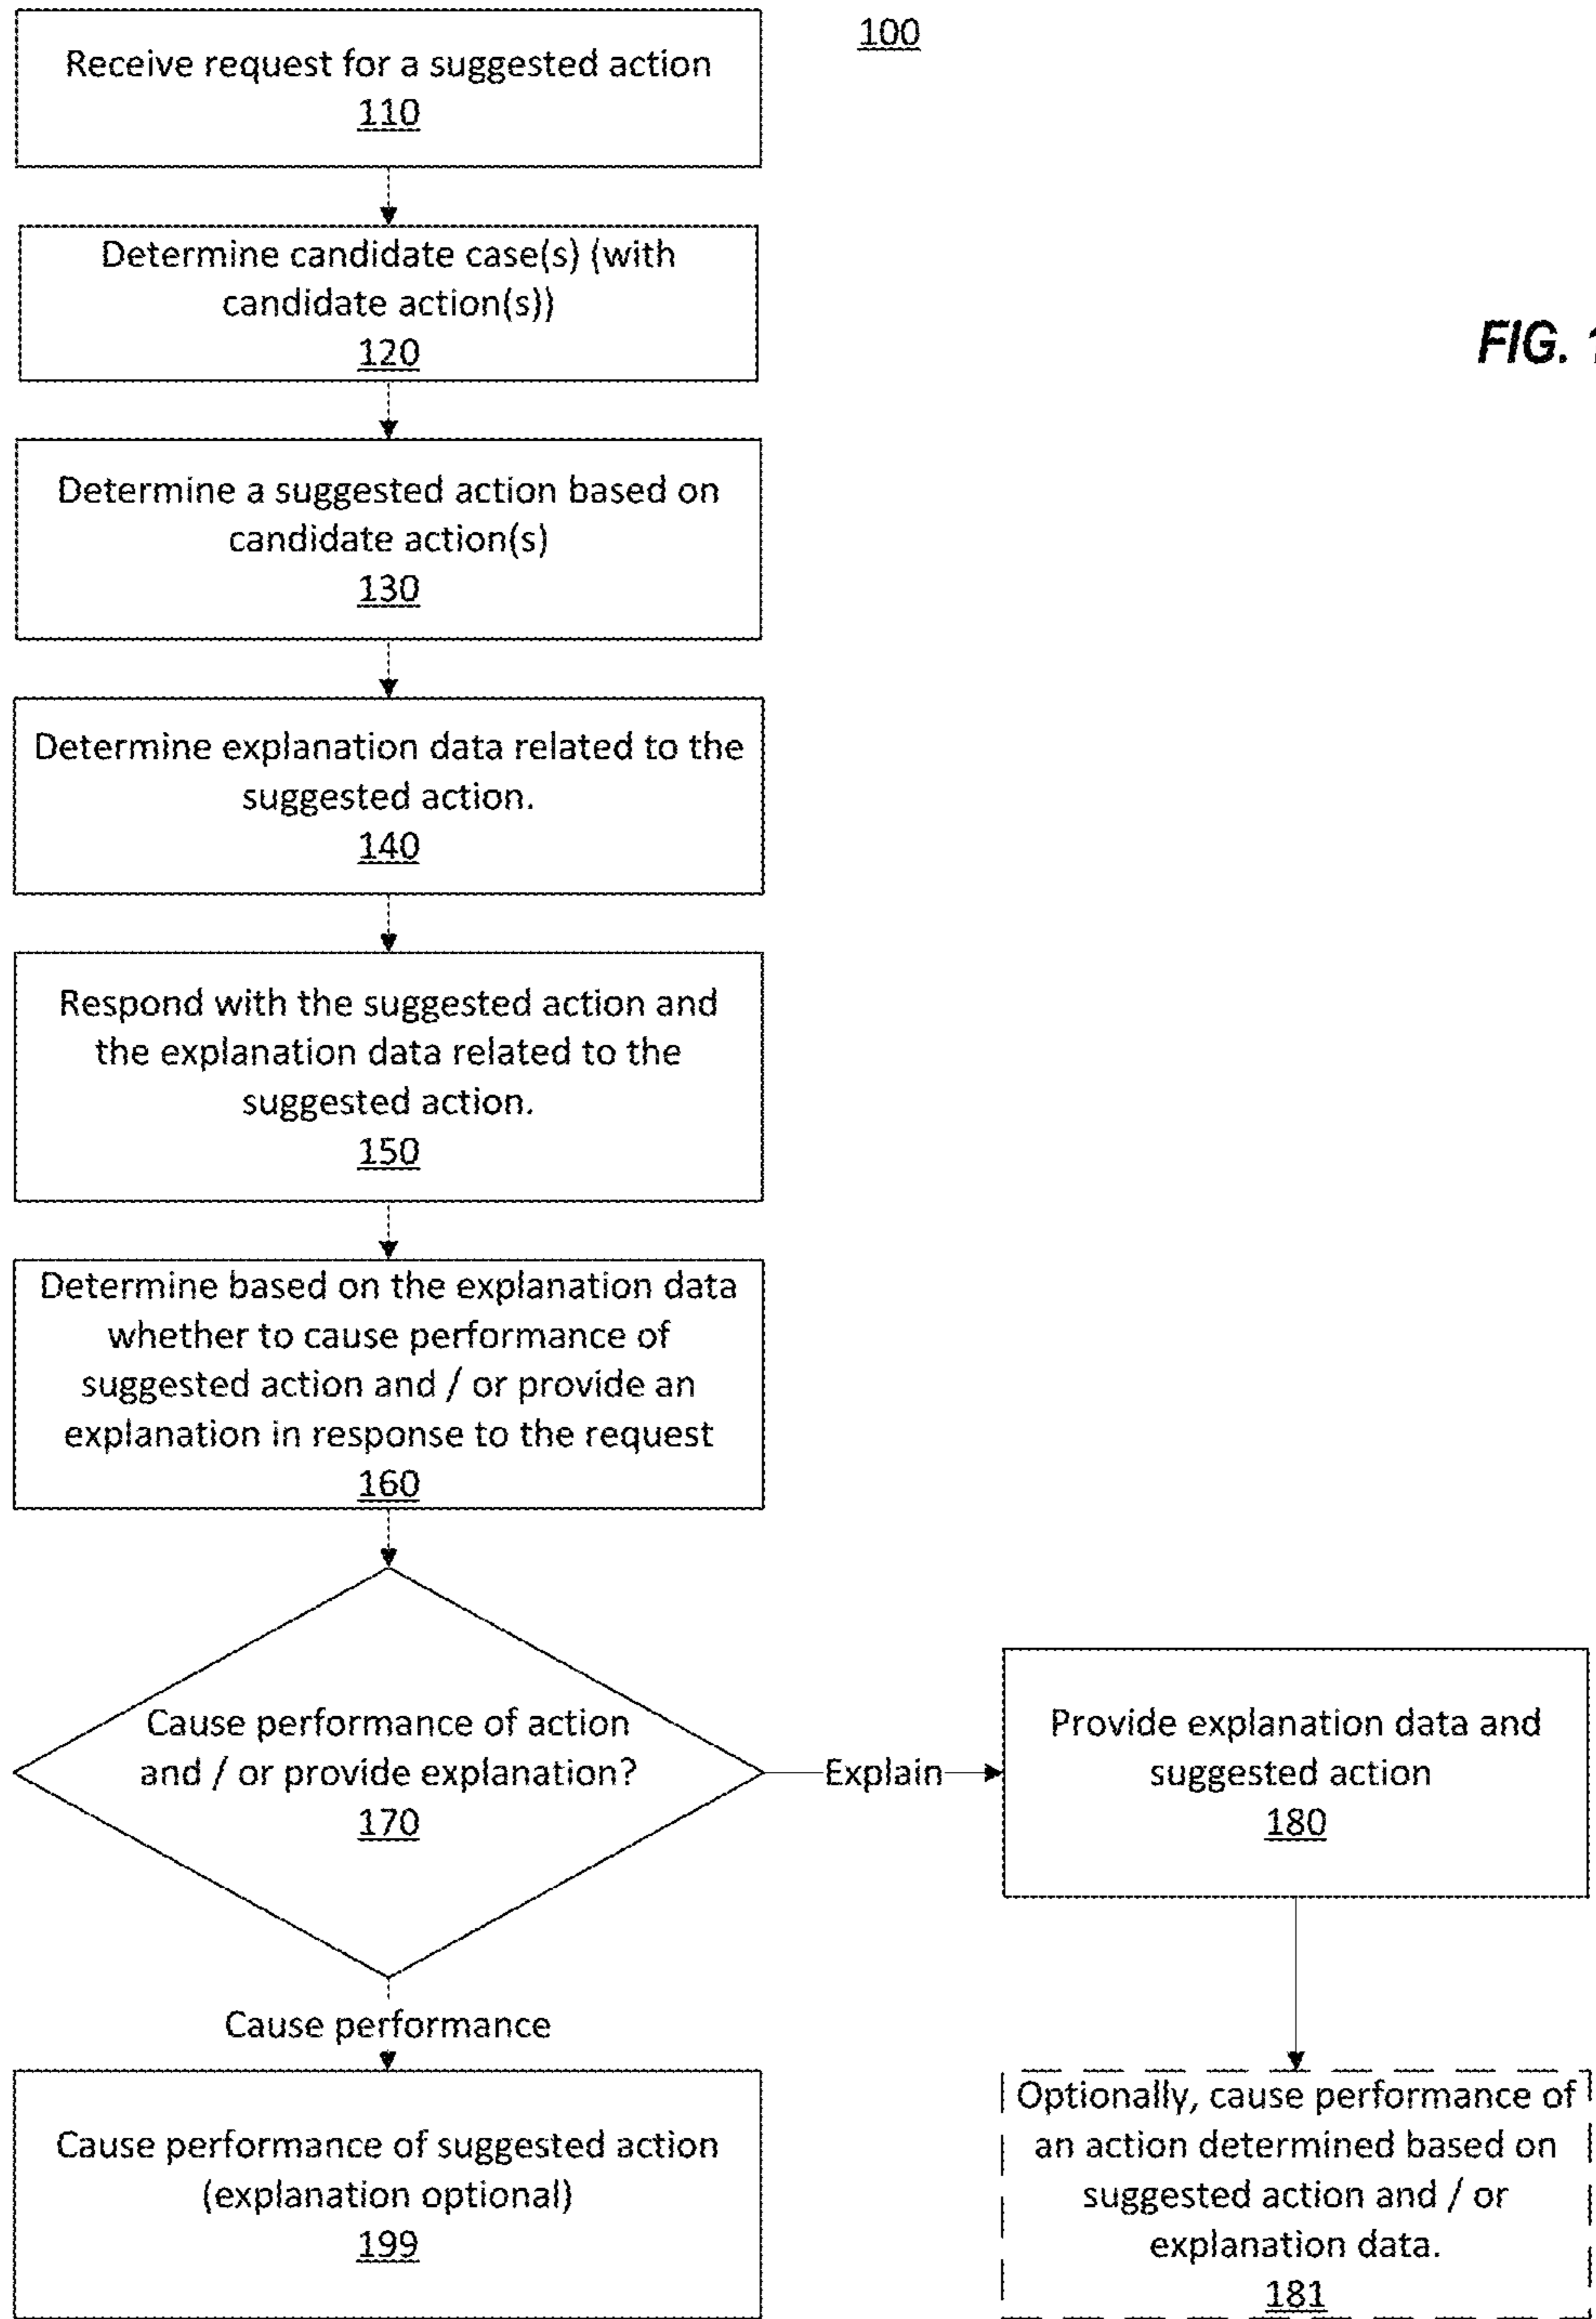 100
Receive request for a suggested action
110
Determine candidate case(s) (with
candidate action(s))
120
FIG. 1
Determine a suggested action based on
candidate action(s)
130
Determine explanation data related to the
suggested action.
140
Respond with the suggested action and
the explanation data related to the
suggested action.
150
Determine based on the explanation data
whether to cause performance of
suggested action and / or provide an
explanation in response to the request
160
Cause performance of action
and / or provide explanation?
170
Explain
Provide explanation data and
suggested action
180
Cause performance
Cause performance of suggested action
(explanation optional)
199
Optionally, cause performance of
an action determined based on
suggested action and / or
explanation data.
181